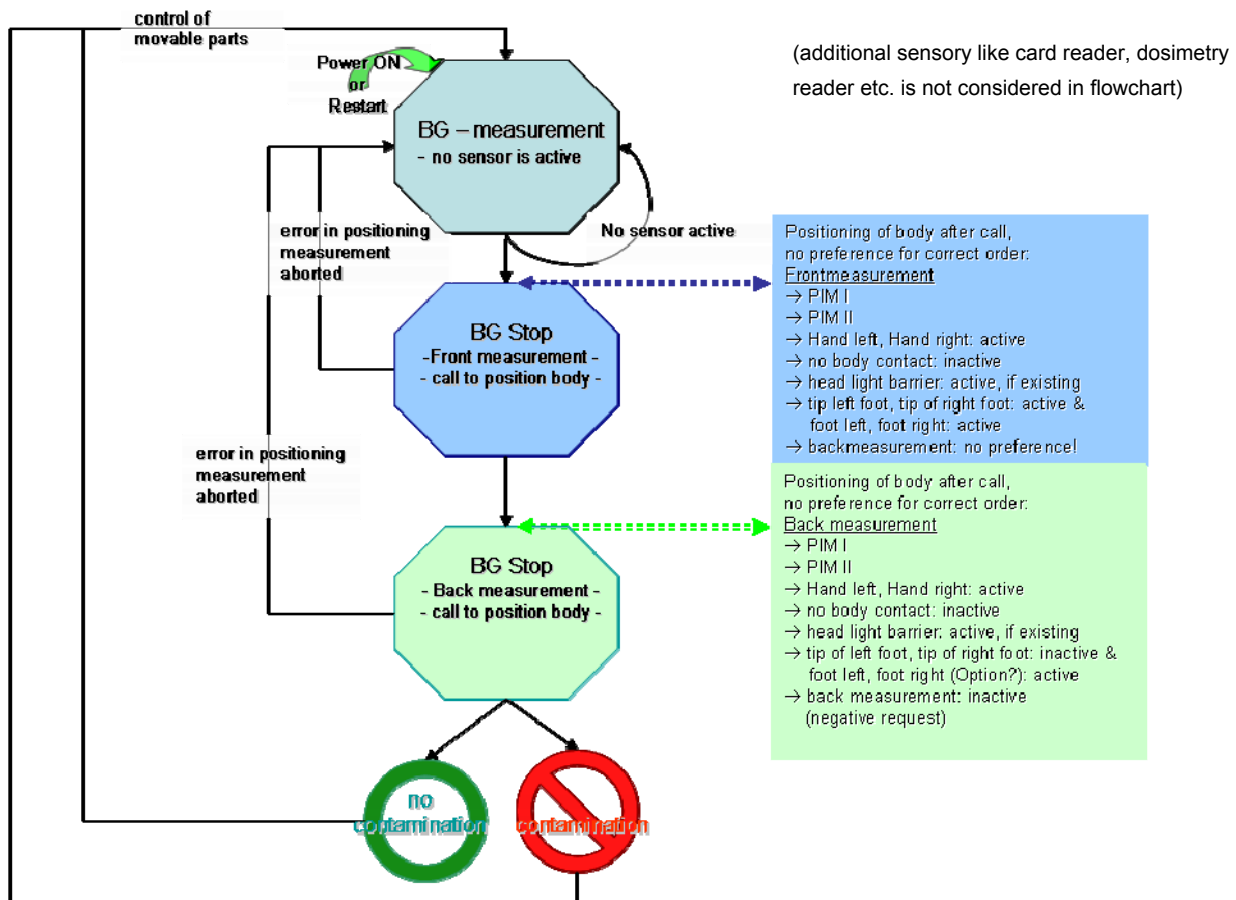 control of
movable parts
(additional sensory like card reader, dosimetry
reader etc. is not considered in flowchart)
Power ON
or
Restart
BG – measurement
- no sensor is active
error in positioning
measurement
aborted
No sensor active
Positioning of body after call,
no preference for correct order:
Frontmeasurement
→ PIM I
→ PIM II
→ Hand left, Hand right: active
→ no body contact: inactive
→ head light barrier: active, if existing
→ tip left foot, tip of right foot: active &
foot left, foot right: active
→ backmeasurement: no preference!
BG Stop
-Front measurement -
- call to position body -
error in positioning
measurement
aborted
Positioning of body after call,
no preference for correct order:
Back measurement
→ PIM I
→ PIM II
→ Hand left, Hand right: active
→ no body contact: inactive
→ head light barrier: active, if existing
→ tip of left foot, tip of right foot: inactive &
foot left, foot right (Option?): active
→ back measurement: inactive
(negative request)
BG Stop
- Back measurement -
- call to position body -
no
contamination
contamination